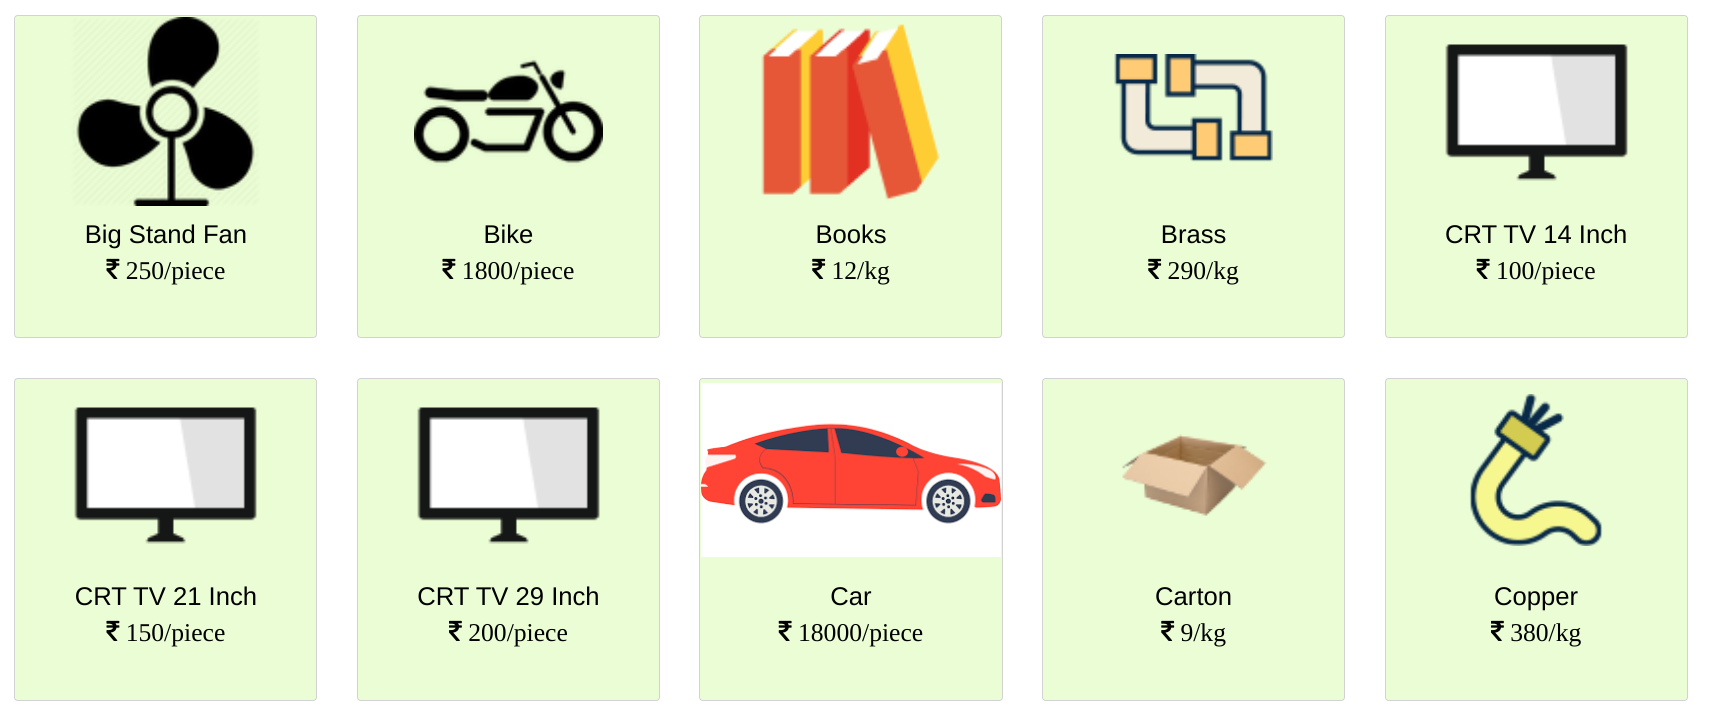 Big Stand Fan
₹ 250/piece
Bike
₹ 1800/piece
Books
₹ 12/kg
Brass
₹ 290/kg
CRT TV 14 Inch
₹ 100/piece
CRT TV 21 Inch
₹ 150/piece
CRT TV 29 Inch
₹ 200/piece
Car
₹ 18000/piece
Carton
₹ 9/kg
Copper
₹ 380/kg